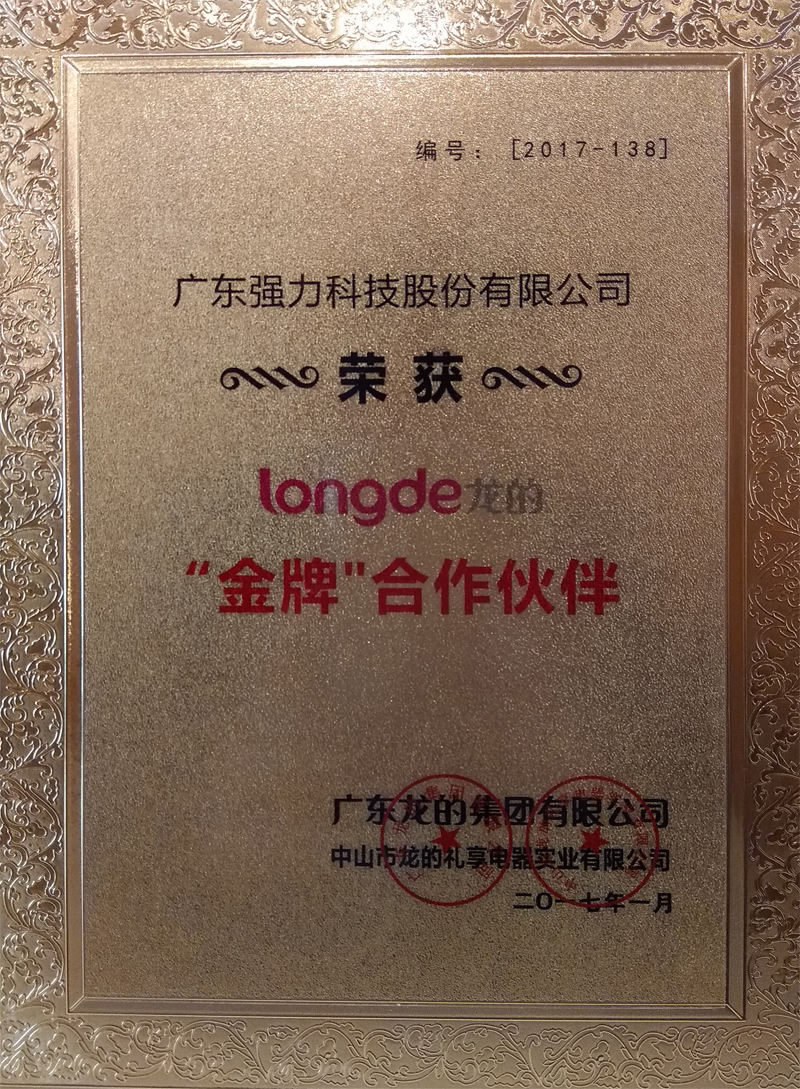 编号：[2017-138]
广东强力科技股份有限公司
荣获
longde龙的
“金牌"合作伙伴
广东龙的集团有限公司
中山市龙的礼享电器实业有限公司
二〇一七年一月